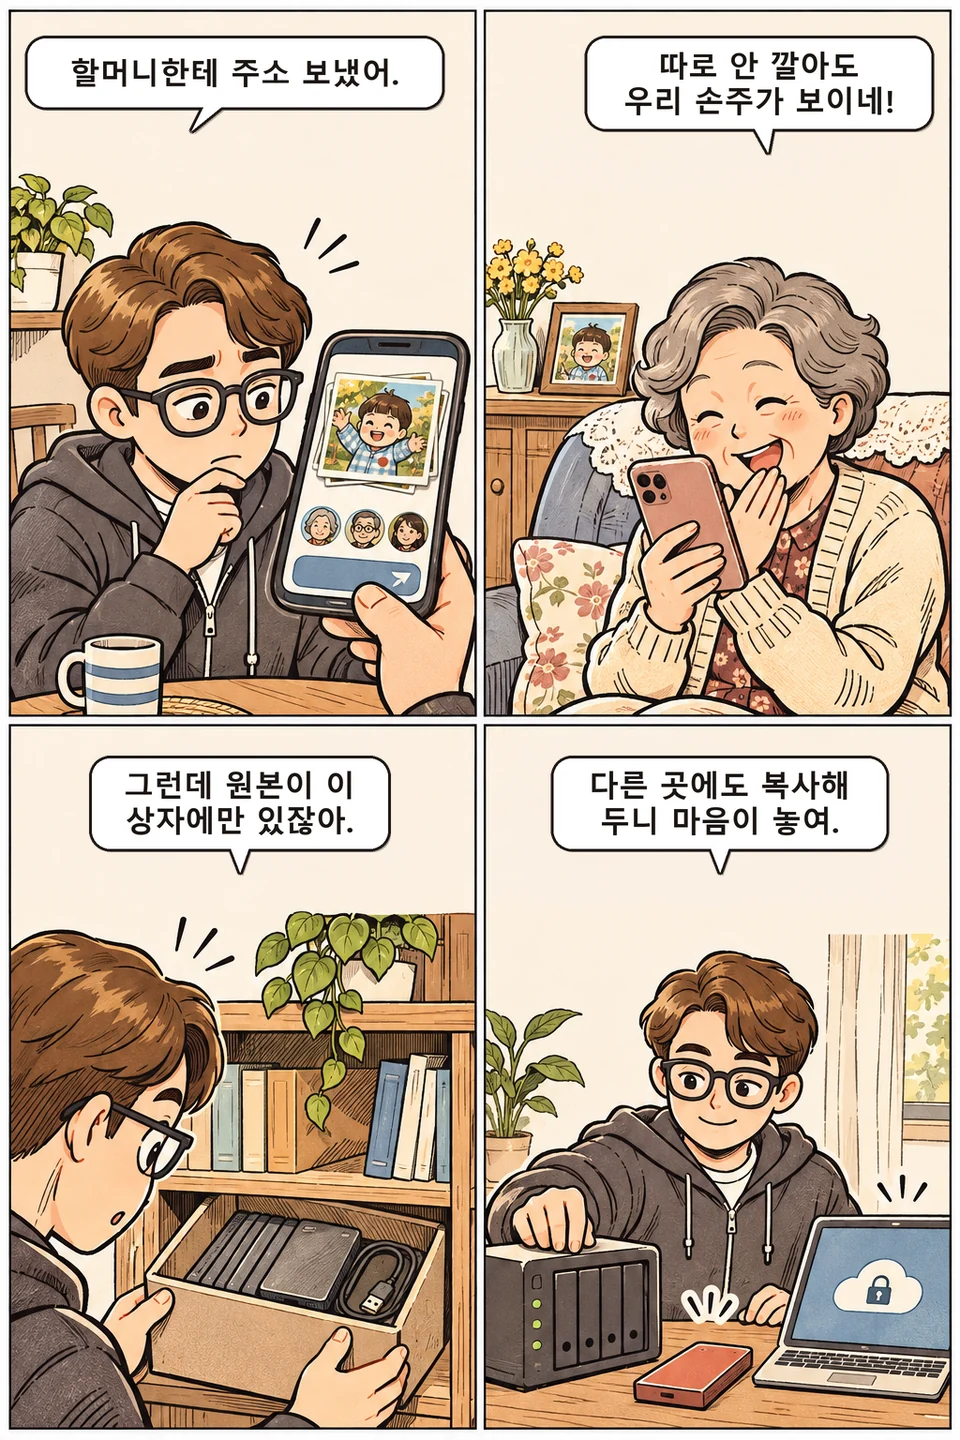 할머니한테 주소 보냈어.
따로 안 깔아도
우리 손주가 보이네!
그런데 원본이 이
상자에만 있잖아.
다른 곳에도 복사해
두니 마음이 놓여.